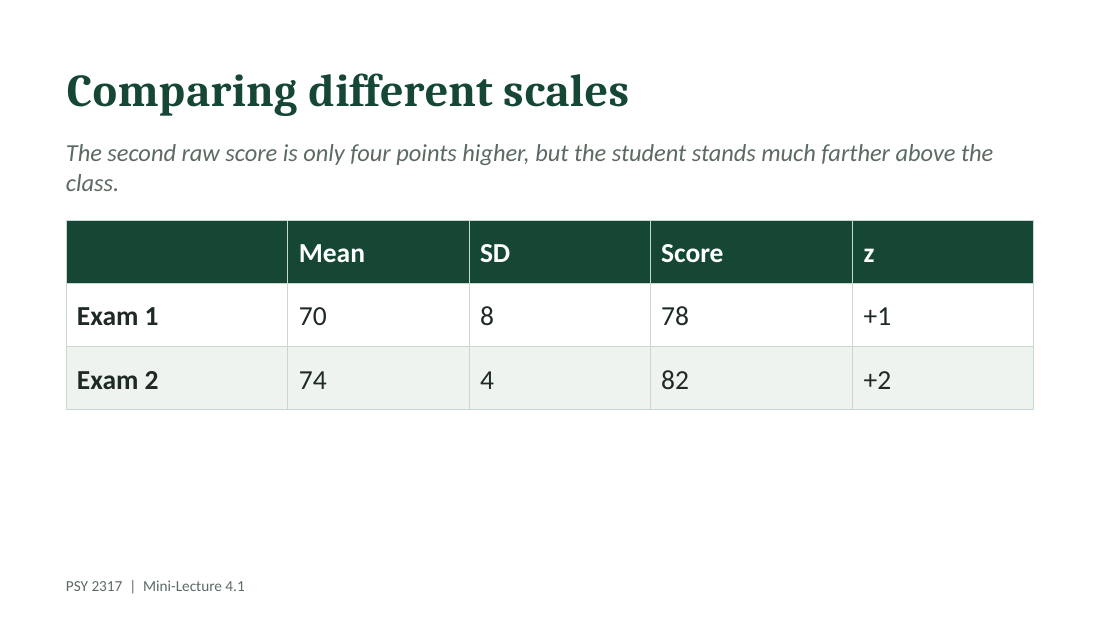 Comparing different scales
The second raw score is only four points higher, but the student stands much farther above the
class.
Mean SD Score z
Exam 1 70 8 78 +1
Exam 2 74 4 82 +2
PSY 2317 | Mini-Lecture 4.1